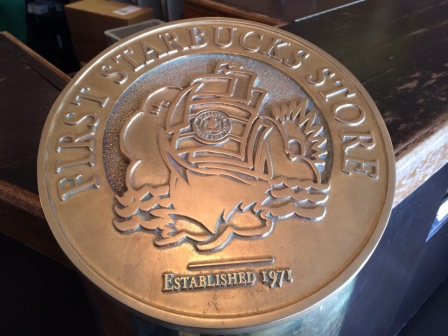 FIRST STARBUCKS STORE
ESTABLISHED 1971